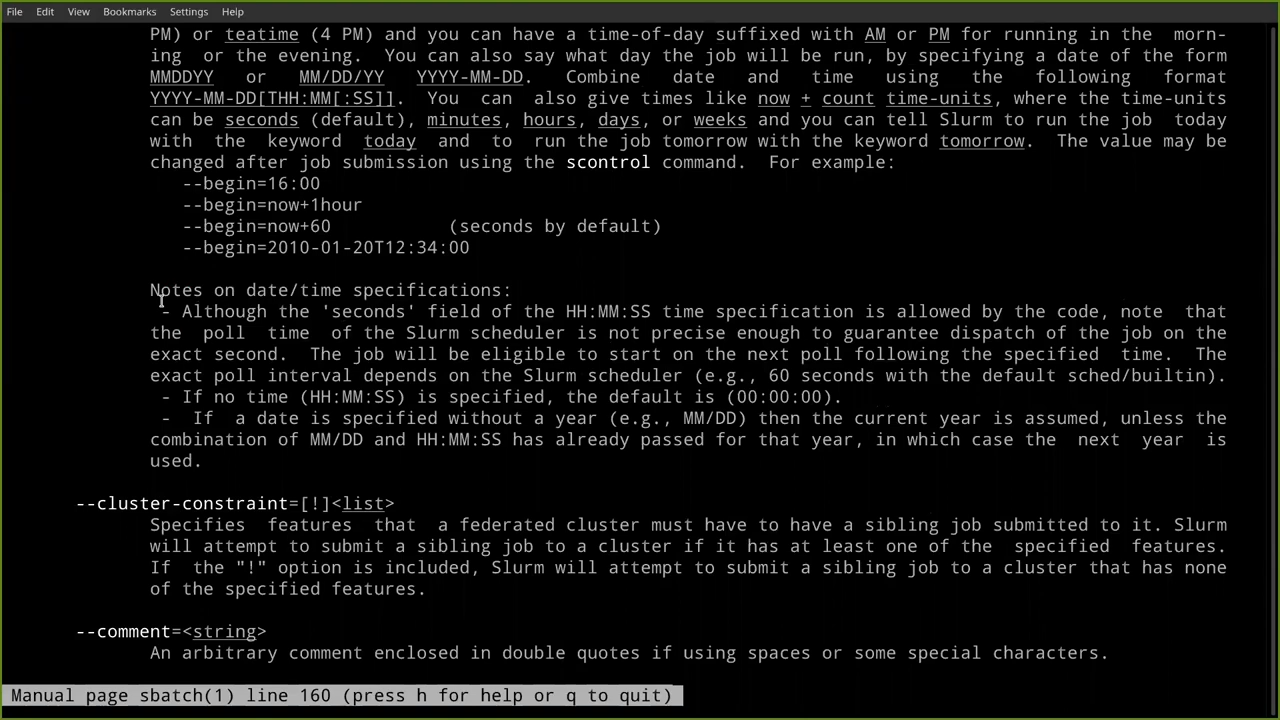 File Edit View Bookmarks Settings Help
PM) or teatime (4 PM) and you can have a time-of-day suffixed with AM or PM for running in the morn-
ing or the evening. You can also say what day the job will be run, by specifying a date of the form
MMDDYY or MM/DD/YY YYYY-MM-DD. Combine date and time using the following format
YYYY-MM-DD[THH:MM[:SS]]. You can also give times like now + count time-units, where the time-units
can be seconds (default), minutes, hours, days, or weeks and you can tell Slurm to run the job today
with the keyword today and to run the job tomorrow with the keyword tomorrow. The value may be
changed after job submission using the scontrol command. For example:
--begin=16:00
--begin=now+1hour
--begin=now+60 (seconds by default)
--begin=2010-01-20T12:34:00
Notes on date/time specifications:
- Although the 'seconds' field of the HH:MM:SS time specification is allowed by the code, note that
the poll time of the Slurm scheduler is not precise enough to guarantee dispatch of the job on the
exact second. The job will be eligible to start on the next poll following the specified time. The
exact poll interval depends on the Slurm scheduler (e.g., 60 seconds with the default sched/builtin).
- If no time (HH:MM:SS) is specified, the default is (00:00:00).
- If a date is specified without a year (e.g., MM/DD) then the current year is assumed, unless the
combination of MM/DD and HH:MM:SS has already passed for that year, in which case the next year is
used.
--cluster-constraint=[!]<list>
Specifies features that a federated cluster must have to have a sibling job submitted to it. Slurm
will attempt to submit a sibling job to a cluster if it has at least one of the specified features.
If the "!" option is included, Slurm will attempt to submit a sibling job to a cluster that has none
of the specified features.
--comment=<string>
An arbitrary comment enclosed in double quotes if using spaces or some special characters.
Manual page sbatch(1) line 160 (press h for help or q to quit)